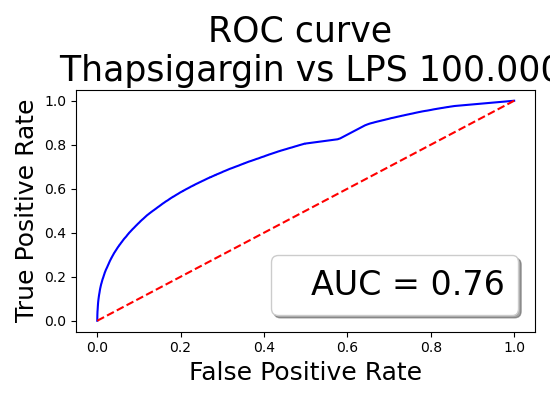 ROC curve
Thapsigargin vs LPS 100.000
True Positive Rate
1.0
0.8
0.6
0.4
0.2
0.0
AUC = 0.76
0.0 0.2 0.4 0.6 0.8 1.0
False Positive Rate